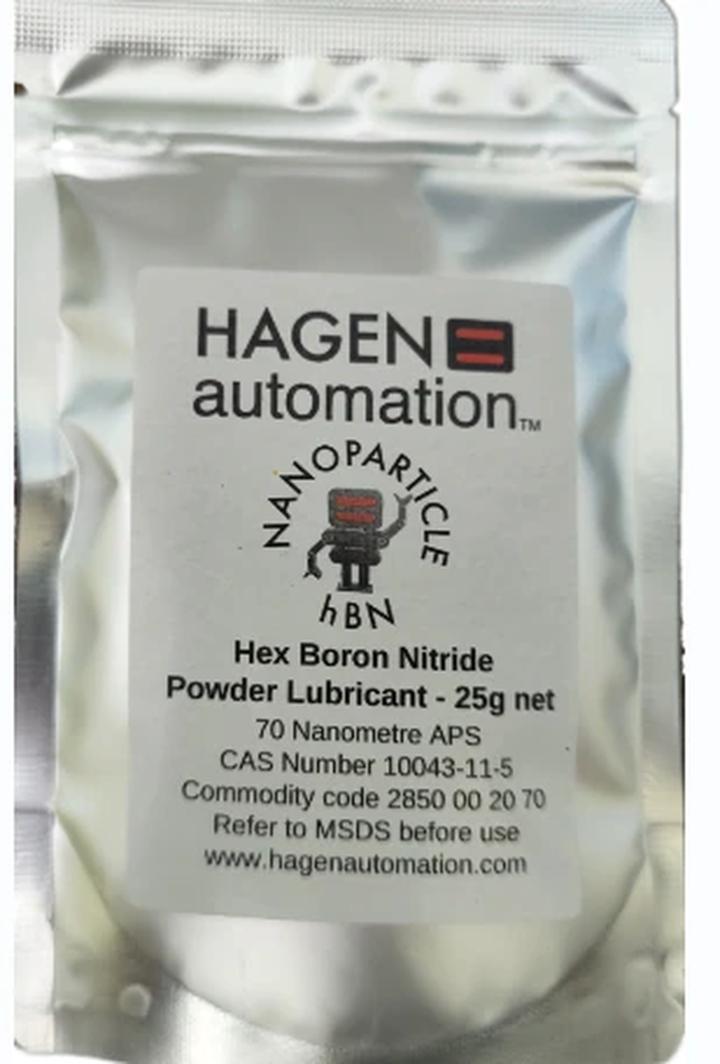 HAGEN
automation™
NANOPARTICLE
hBN
Hex Boron Nitride
Powder Lubricant - 25g net
70 Nanometre APS
CAS Number 10043-11-5
Commodity code 2850 00 20 70
Refer to MSDS before use
www.hagenautomation.com